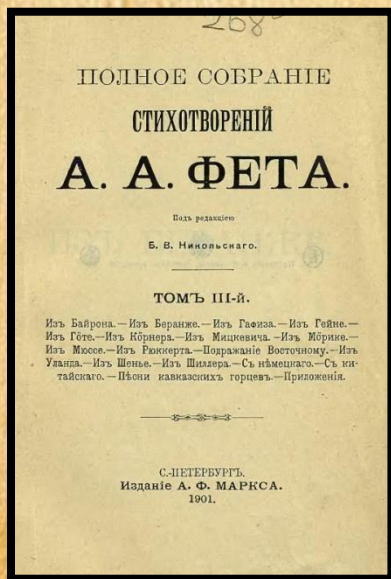 268
ПОЛНОЕ СОБРАНІЕ
СТИХОТВОРЕНІЙ
А. А. ФЕТА.
Подъ редакціею
Б. В. Никольскаго.
ТОМЪ III-й.
Изъ Байрона.—Изъ Беранже.—Изъ Гафиза.—Изъ Гейне.—
Изъ Гёте.—Изъ Кёрнера.—Изъ Мицкевича.—Изъ Мёрике.—
Изъ Мюссе.—Изъ Рюккерта.—Подражаніе Восточному.—Изъ
Уланда.—Изъ Шенье.—Изъ Шиллера.—Съ нѣмецкаго.—Съ ки-
тайскаго.—Пѣсни кавказскихъ горцевъ.—Приложенія.
С.-ПЕТЕРБУРГЪ.
Изданіе А. Ф. МАРКСА.
1901.